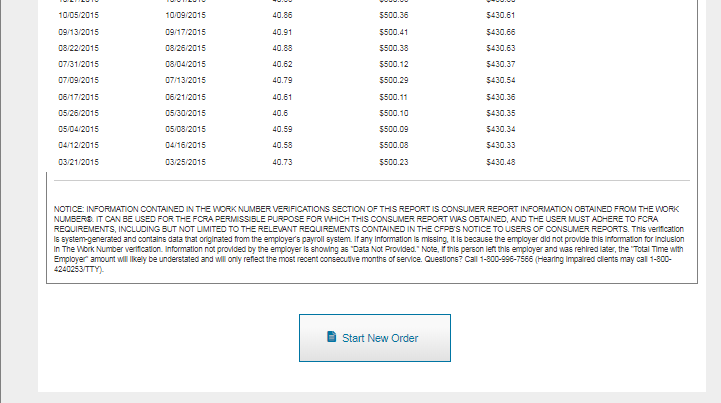 10/05/2015 10/09/2015 40.86 $500.36 $430.61
09/13/2015 09/17/2015 40.91 $500.41 $430.66
08/22/2015 08/26/2015 40.88 $500.38 $430.63
07/31/2015 08/04/2015 40.62 $500.12 $430.37
07/09/2015 07/13/2015 40.79 $500.29 $430.54
06/17/2015 06/21/2015 40.61 $500.11 $430.36
05/26/2015 05/30/2015 40.6 $500.10 $430.35
05/04/2015 05/08/2015 40.59 $500.09 $430.34
04/12/2015 04/16/2015 40.58 $500.08 $430.33
03/21/2015 03/25/2015 40.73 $500.23 $430.48
NOTICE: INFORMATION CONTAINED IN THE WORK NUMBER VERIFICATIONS SECTION OF THIS REPORT IS CONSUMER REPORT INFORMATION OBTAINED FROM THE WORK
NUMBER®. IT CAN BE USED FOR THE FCRA PERMISSIBLE PURPOSE FOR WHICH THIS CONSUMER REPORT WAS OBTAINED, AND THE USER MUST ADHERE TO FCRA
REQUIREMENTS, INCLUDING BUT NOT LIMITED TO THE RELEVANT REQUIREMENTS CONTAINED IN THE CFPB'S NOTICE TO USERS OF CONSUMER REPORTS. This verification
is system-generated and contains data that originated from the employer's payroll system. If any information is missing, it is because the employer did not provide this information for inclusion
in The Work Number verification. Information not provided by the employer is showing as "Data Not Provided." Note, if this person left this employer and was rehired later, the "Total Time with
Employer" amount will likely be understated and will only reflect the most recent consecutive months of service. Questions? Call 1-800-996-7566 (Hearing impaired clients may call 1-800-
4240253/TTY).
Start New Order